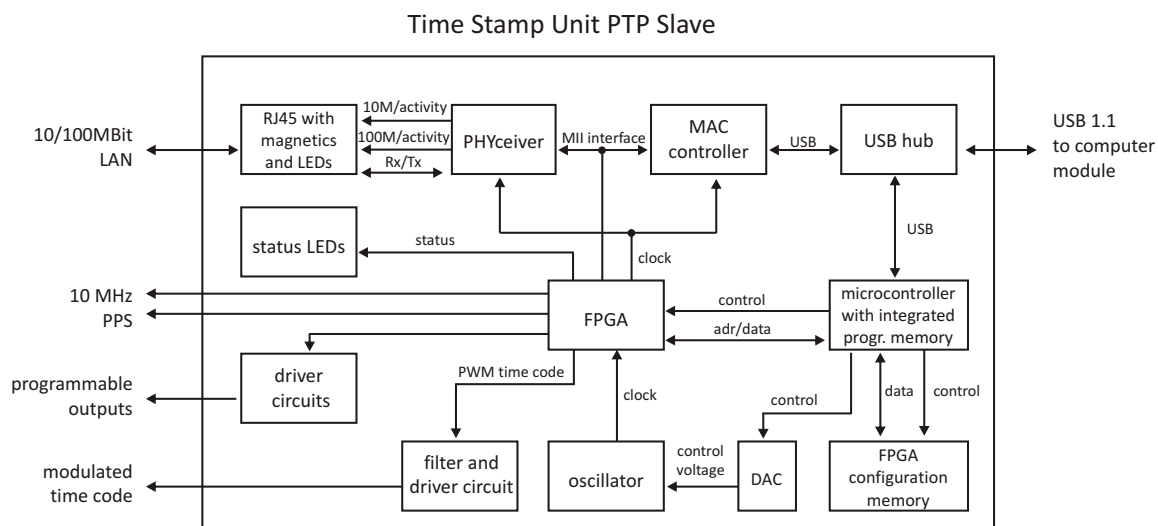 Time Stamp Unit PTP Slave
10/100MBit
LAN
RJ45 with
magnetics
and LEDs
10M/activity
100M/activity
Rx/Tx
PHYceiver
MII interface
MAC
controller
USB
USB hub
USB 1.1
to computer
module
status LEDs
status
clock
USB
10 MHz
PPS
FPGA
control
adr/data
microcontroller
with integrated
progr. memory
programmable
outputs
driver
circuits
PWM time code
clock
control
data
control
modulated
time code
filter and
driver circuit
oscillator
control
voltage
DAC
FPGA
configuration
memory